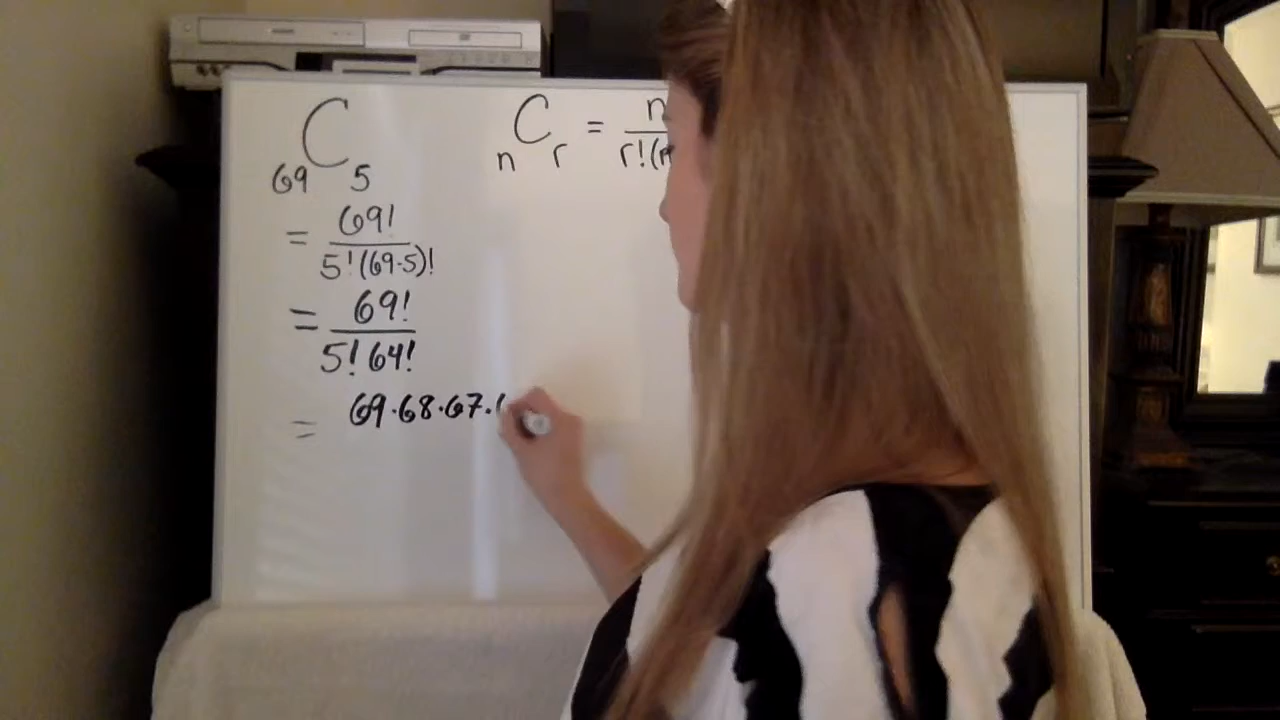 69C5 nCr = n
r!(n
= 69!
5!(69-5)!
= 69!
5! 64!
= 69·68·67·